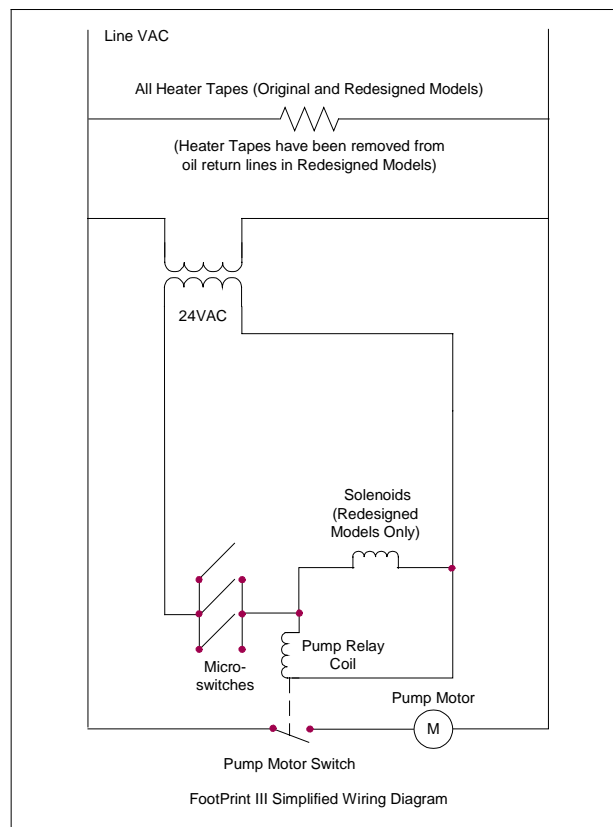 Line VAC
All Heater Tapes (Original and Redesigned Models)
(Heater Tapes have been removed from
oil return lines in Redesigned Models)
24VAC
Solenoids
(Redesigned
Models Only)
Micro-
switches
Pump Relay
Coil
Pump Motor
M
Pump Motor Switch
FootPrint III Simplified Wiring Diagram